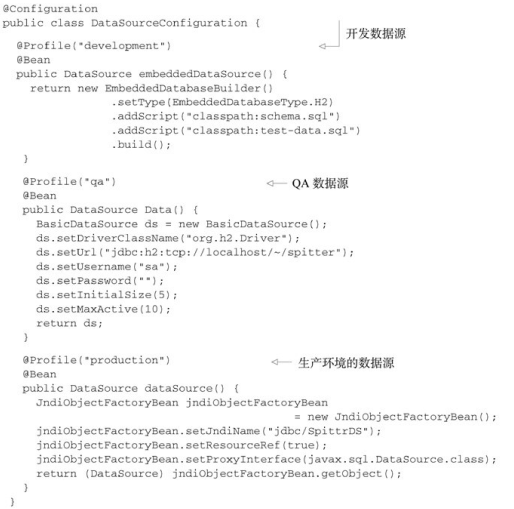 @Configuration
public class DataSourceConfiguration {
开发数据源
@Profile("development")
@Bean
public DataSource embeddedDataSource() {
return new EmbeddedDatabaseBuilder()
.setType(EmbeddedDatabaseType.H2)
.addScript("classpath:schema.sql")
.addScript("classpath:test-data.sql")
.build();
}
@Profile("qa") QA 数据源
@Bean
public DataSource Data() {
BasicDataSource ds = new BasicDataSource();
ds.setDriverClassName("org.h2.Driver");
ds.setUrl("jdbc:h2:tcp://localhost/~/spitter");
ds.setUsername("sa");
ds.setPassword("");
ds.setInitialSize(5);
ds.setMaxActive(10);
return ds;
}
@Profile("production") 生产环境的数据源
@Bean
public DataSource dataSource() {
JndiObjectFactoryBean jndiObjectFactoryBean
= new JndiObjectFactoryBean();
jndiObjectFactoryBean.setJndiName("jdbc/SpittrDS");
jndiObjectFactoryBean.setResourceRef(true);
jndiObjectFactoryBean.setProxyInterface(javax.sql.DataSource.class);
return (DataSource) jndiObjectFactoryBean.getObject();
}
}